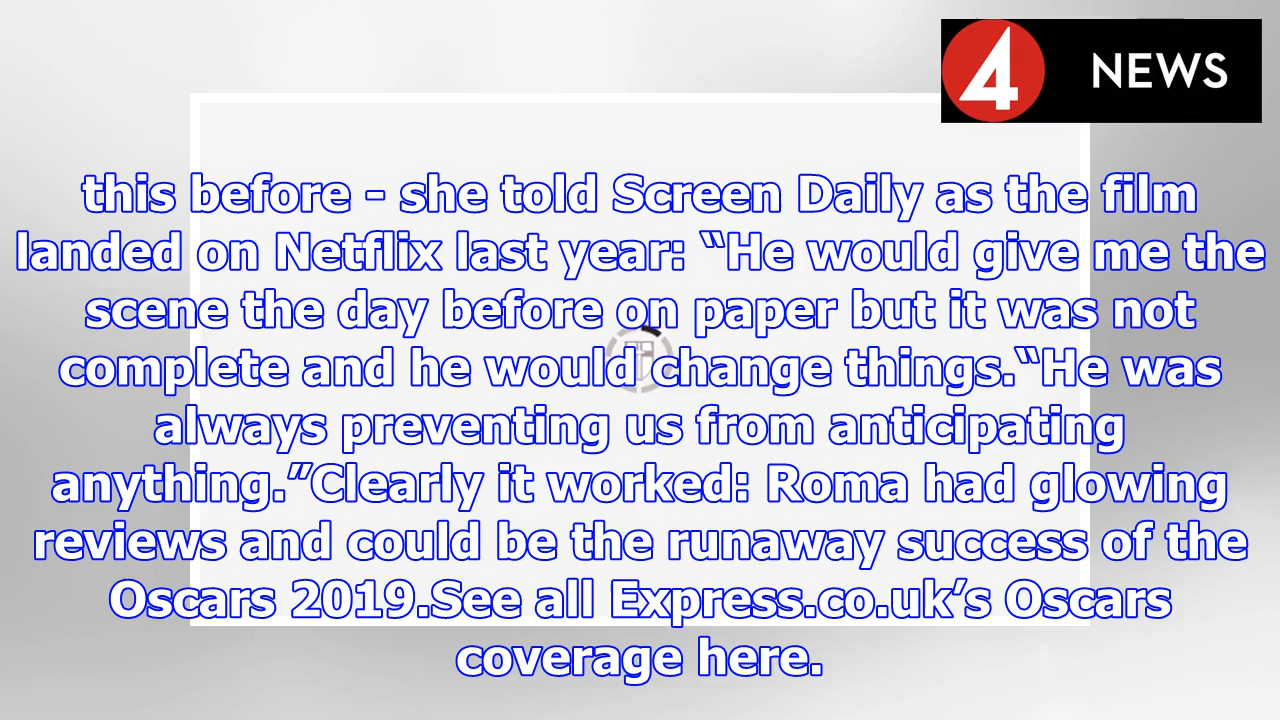 4 NEWS
this before - she told Screen Daily as the film
landed on Netflix last year: “He would give me the
scene the day before on paper but it was not
complete and he would change things.“He was
always preventing us from anticipating
anything.”Clearly it worked: Roma had glowing
reviews and could be the runaway success of the
Oscars 2019.See all Express.co.uk’s Oscars
coverage here.